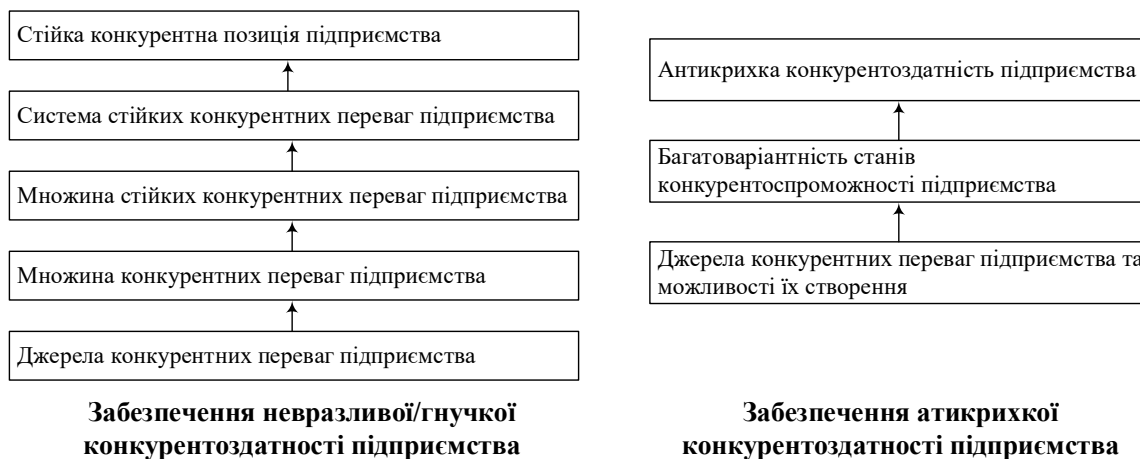 Стійка конкурентна позиція підприємства
Система стійких конкурентних переваг підприємства
Множина стійких конкурентних переваг підприємства
Множина конкурентних переваг підприємства
Джерела конкурентних переваг підприємства
Забезпечення невразливої/гнучкої
конкурентоздатності підприємства
Антикрихка конкурентоздатність підприємства
Багатоваріантність станів
конкурентоспроможності підприємства
Джерела конкурентних переваг підприємства та
можливості їх створення
Забезпечення атикрихкої
конкурентоздатності підприємства